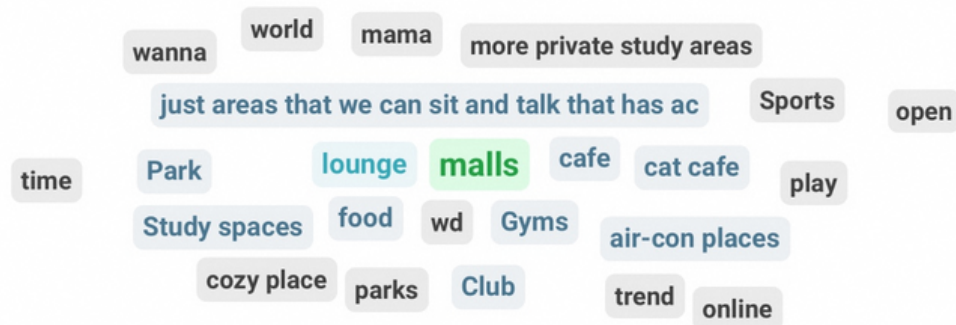 world
mama
wanna
more private study areas
just areas that we can sit and talk that has ac
Sports
open
time
Park
lounge
malls
cafe
cat cafe
play
Study spaces
food
wd
Gyms
air-con places
cozy place
parks
Club
trend
online